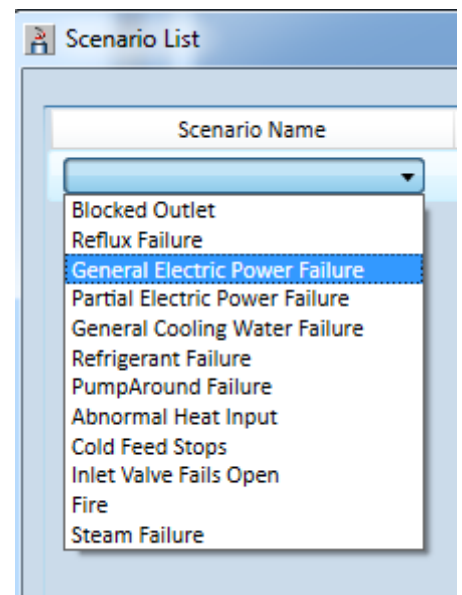 Scenario List
Scenario Name
Blocked Outlet
Reflux Failure
General Electric Power Failure
Partial Electric Power Failure
General Cooling Water Failure
Refrigerant Failure
PumpAround Failure
Abnormal Heat Input
Cold Feed Stops
Inlet Valve Fails Open
Fire
Steam Failure